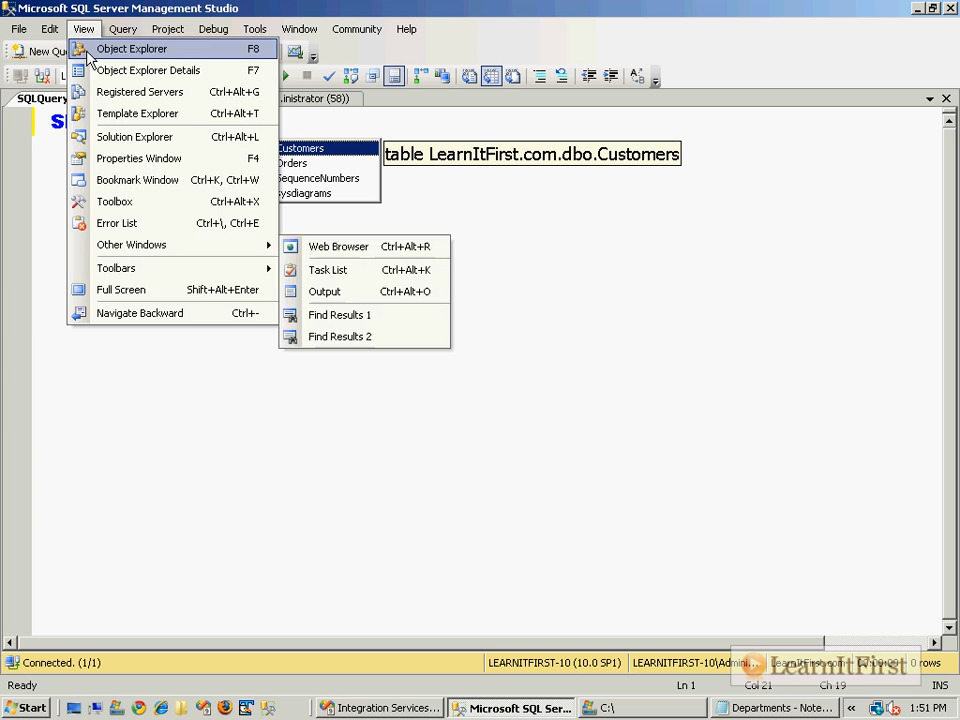 Microsoft SQL Server Management Studio
File Edit View Query Project Debug Tools Window Community Help
New Qu
Object Explorer F8
Object Explorer Details F7
Registered Servers Ctrl+Alt+G
Template Explorer Ctrl+Alt+T
Solution Explorer Ctrl+Alt+L
Properties Window F4
Bookmark Window Ctrl+K, Ctrl+W
Toolbox Ctrl+Alt+X
Error List Ctrl+\, Ctrl+E
Other Windows
Toolbars
Full Screen Shift+Alt+Enter
Navigate Backward Ctrl+-
SQLQuery
.inistrator (58))
Customers
Orders
SequenceNumbers
sysdiagrams
table LearnItFirst.com.dbo.Customers
Web Browser Ctrl+Alt+R
Task List Ctrl+Alt+K
Output Ctrl+Alt+O
Find Results 1
Find Results 2
Connected. (1/1) LEARNITFIRST-10 (10.0 SP1) LEARNITFIRST-10\Admini... LearnItFirst.com 00:00:00 0 rows
LearnItFirst
Ready Ln 1 Col 21 Ch 19 INS
Start Integration Services... Microsoft SQL Ser... C:\ Departments - Note... « 1:51 PM